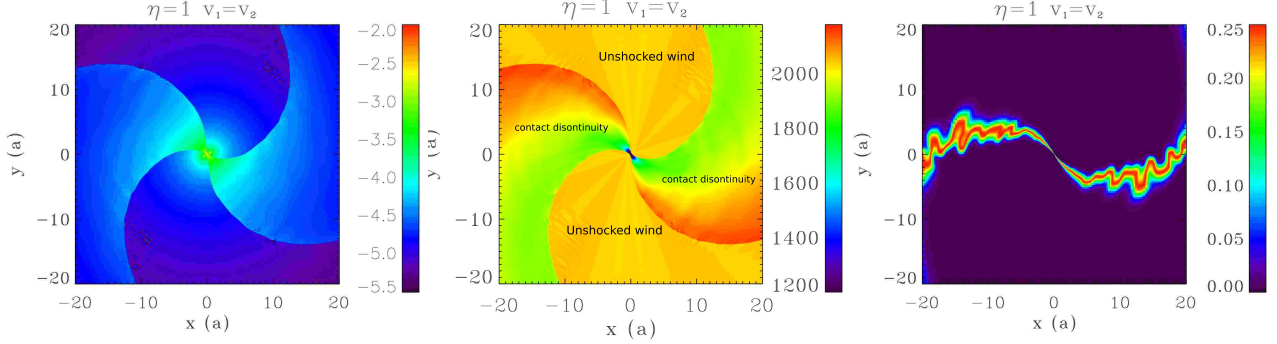 η=1 v₁=v₂
20
10
0
−10
−20
−20 −10 0 10 20
y (a)
x (a)
−2.0
−2.5
−3.0
−3.5
−4.0
−4.5
−5.0
−5.5
η=1 v₁=v₂
20
10
0
−10
−20
−20 −10 0 10 20
y (a)
x (a)
Unshocked wind
contact disontinuity
contact disontinuity
Unshocked wind
2000
1800
1600
1400
1200
η=1 v₁=v₂
20
10
0
−10
−20
−20 −10 0 10 20
y (a)
x (a)
0.25
0.20
0.15
0.10
0.05
0.00